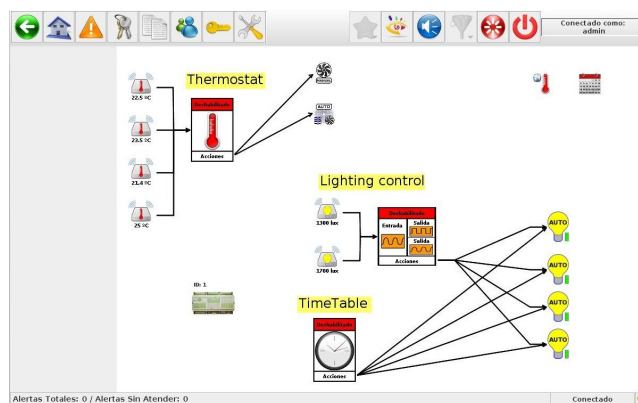 Conectado como:
admin
Thermostat
22.5 ºC
23.5 ºC
21.4 ºC
25 ºC
Deshabilitado
Acciones
AUTO
Lighting control
1300 lux
1700 lux
Deshabilitado
Entrada
Salida
Salida
Acciones
AUTO
AUTO
AUTO
AUTO
ID: 1
TimeTable
Deshabilitado
Acciones
Alertas Totales: 0 / Alertas Sin Atender: 0
Conectado